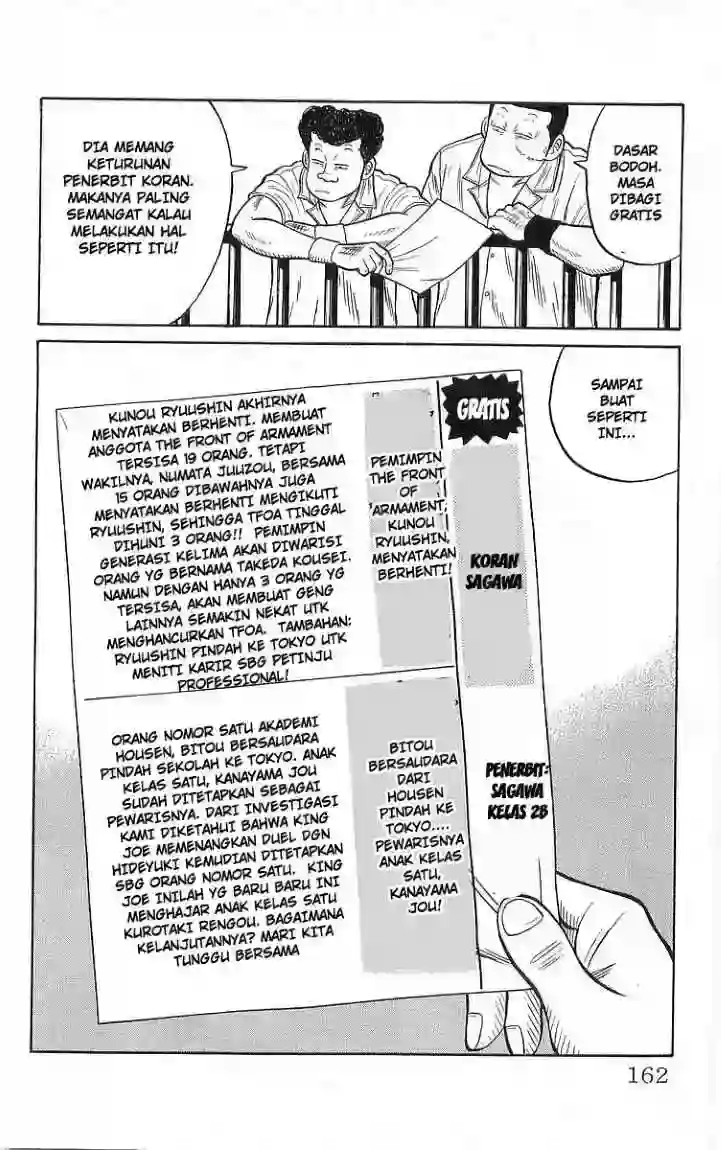 DASAR
BODOH.
MASA
DIBAGI
GRATIS
DIA MEMANG
KETURUNAN
PENERBIT KORAN.
MAKANYA PALING
SEMANGAT KALAU
MELAKUKAN HAL
SEPERTI ITU!
SAMPAI
BUAT
SEPERTI
INI...
GRATIS
KORAN
SAGAWA
PENERBIT:
SAGAWA
KELAS 2B
PEMIMPIN
THE FRONT
OF
ARMAMENT,
KUNOU
RYUUSHIN,
MENYATAKAN
BERHENTI!
KUNOU RYUUSHIN AKHIRNYA
MENYATAKAN BERHENTI. MEMBUAT
ANGGOTA THE FRONT OF ARMAMENT
TERSISA 19 ORANG. TETAPI
WAKILNYA, NUMATA JUUZOU, BERSAMA
15 ORANG DIBAWAHNYA JUGA
MENYATAKAN BERHENTI MENGIKUTI
RYUUSHIN, SEHINGGA TFOA TINGGAL
DIHUNI 3 ORANG!! PEMIMPIN
GENERASI KELIMA AKAN DIWARISI
ORANG YG BERNAMA TAKEDA KOUSEI.
NAMUN DENGAN HANYA 3 ORANG YG
TERSISA, AKAN MEMBUAT GENG
LAINNYA SEMAKIN NEKAT UTK
MENGHANCURKAN TFOA. TAMBAHAN:
RYUUSHIN PINDAH KE TOKYO UTK
MENITI KARIR SBG PETINJU
PROFESSIONAL!
BITOU
BERSAUDARA
DARI
HOUSEN
PINDAH KE
TOKYO....
PEWARISNYA
ANAK KELAS
SATU,
KANAYAMA
JOU!
ORANG NOMOR SATU AKADEMI
HOUSEN, BITOU BERSAUDARA
PINDAH SEKOLAH KE TOKYO. ANAK
KELAS SATU, KANAYAMA JOU
SUDAH DITETAPKAN SEBAGAI
PEWARISNYA. DARI INVESTIGASI
KAMI DIKETAHUI BAHWA KING
JOE MEMENANGKAN DUEL DGN
HIDEYUKI KEMUDIAN DITETAPKAN
SBG ORANG NOMOR SATU. KING
JOE INILAH YG BARU BARU INI
MENGHAJAR ANAK KELAS SATU
KUROTAKI RENGOU. BAGAIMANA
KELANJUTANNYA? MARI KITA
TUNGGU BERSAMA
162